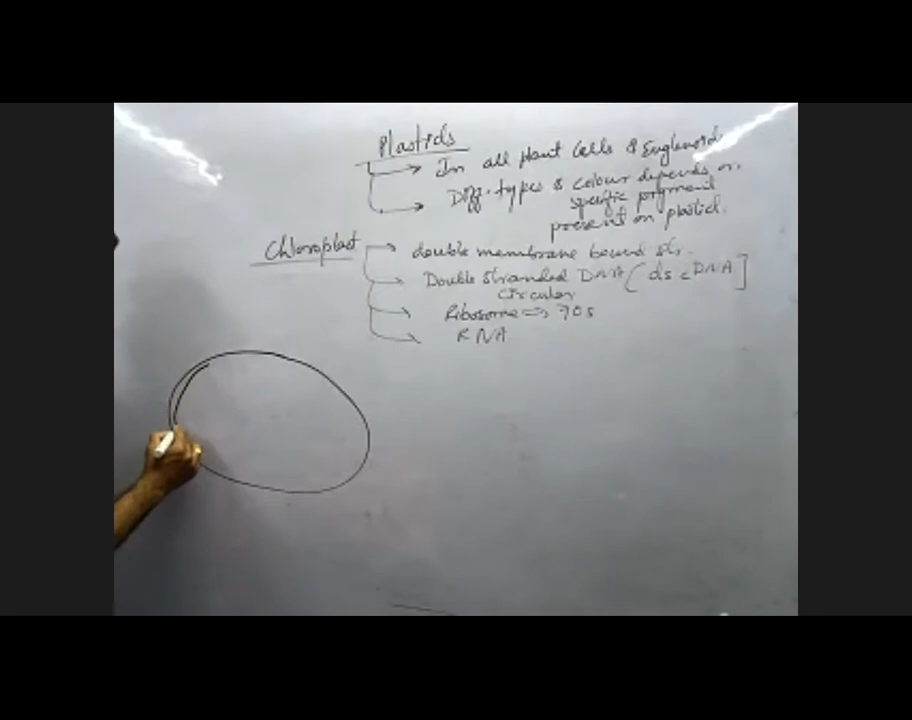 Plastids
In all plant cells & Euglenoid
Diff. types & colour depends on
specific pigment
present on plastid.
Chloroplast
double membrane bound str.
Double Stranded DNA (ds c DNA]
circular
Ribosome => 70s
RNA